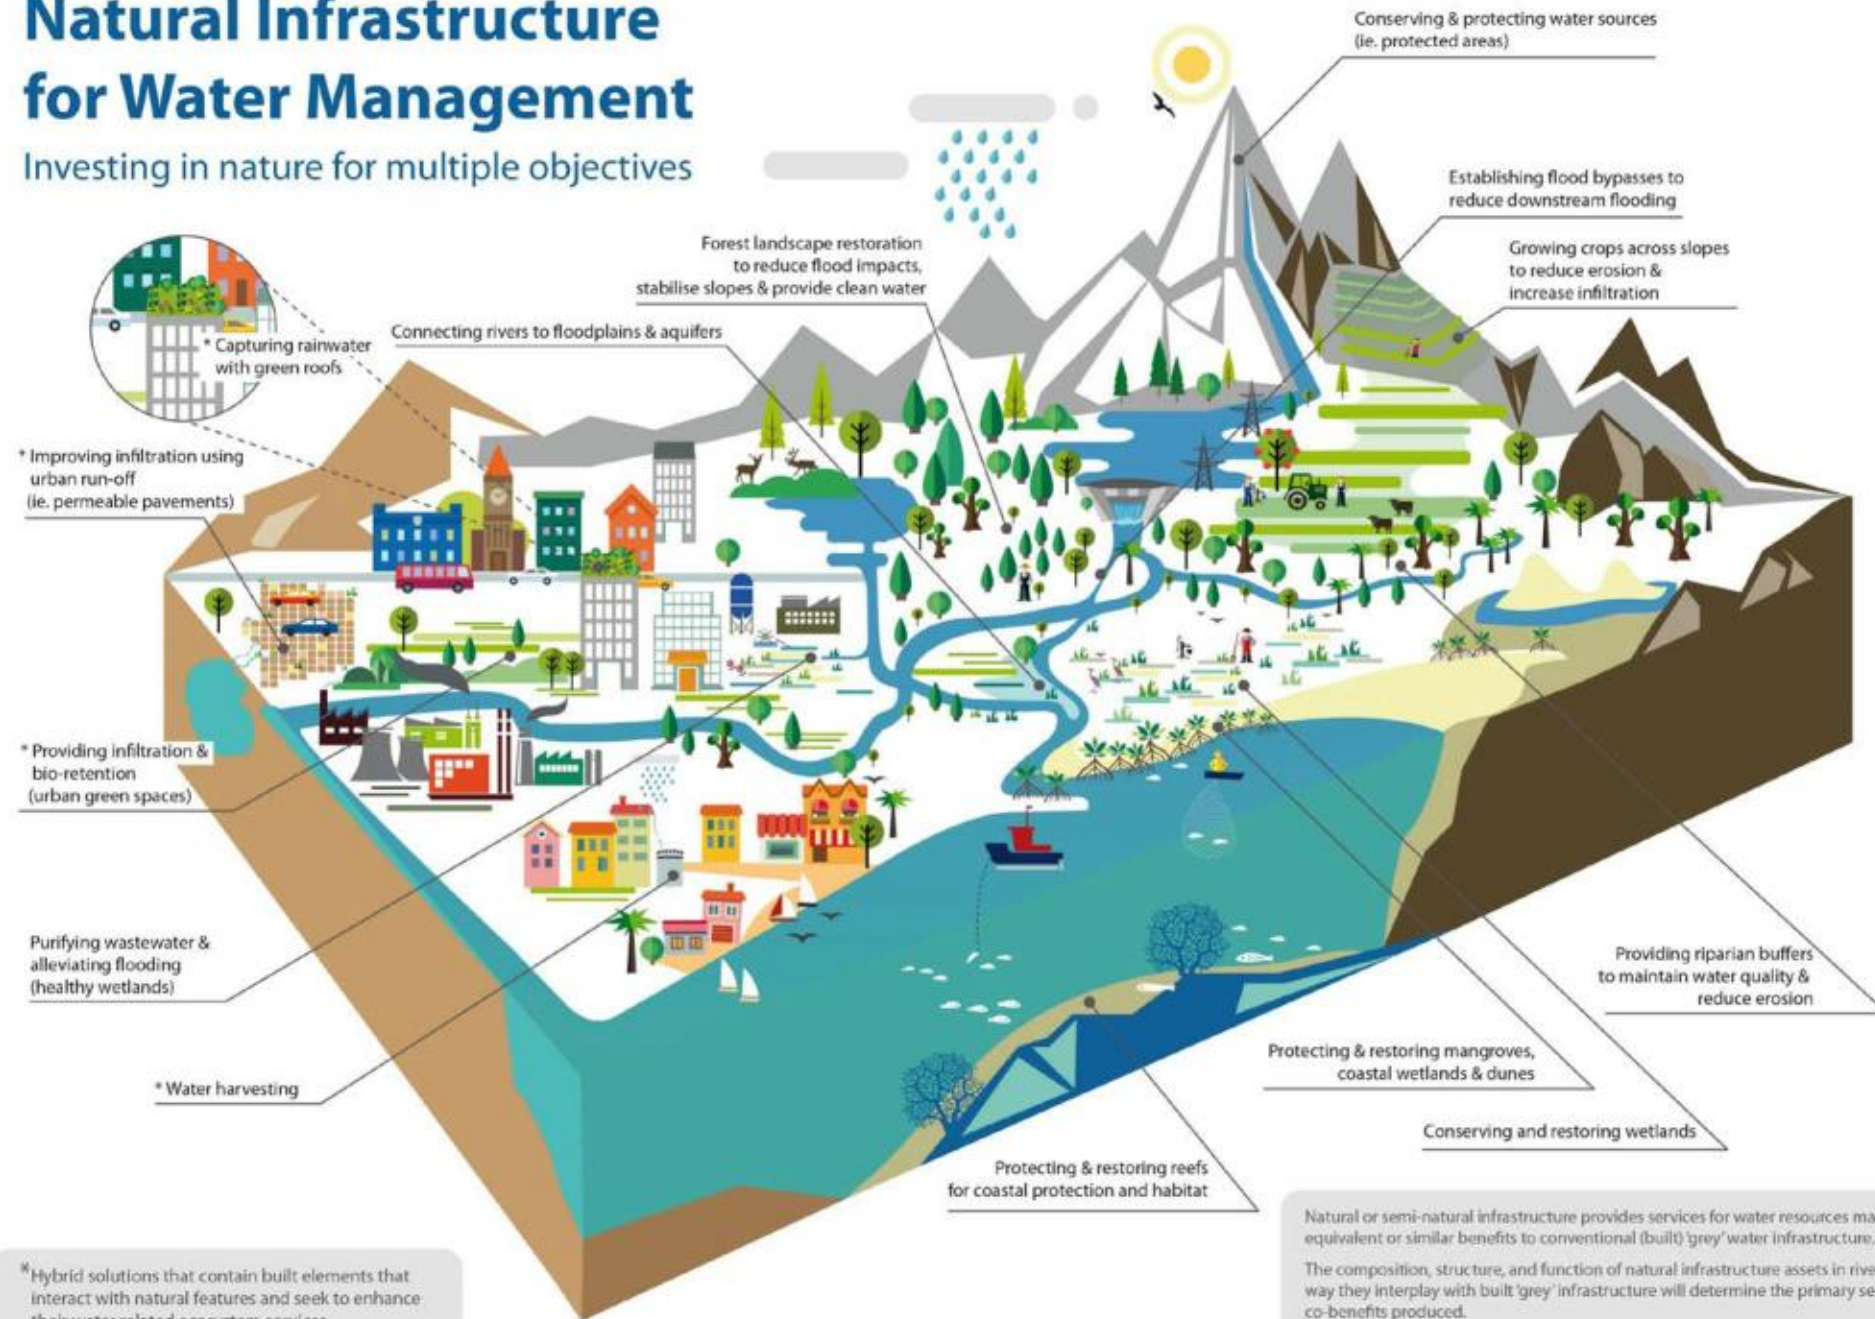 Natural Infrastructure
for Water Management
Investing in nature for multiple objectives
Conserving & protecting water sources
(ie. protected areas)
Establishing flood bypasses to
reduce downstream flooding
Growing crops across slopes
to reduce erosion &
increase infiltration
Forest landscape restoration
to reduce flood impacts,
stabilise slopes & provide clean water
Connecting rivers to floodplains & aquifers
* Capturing rainwater
with green roofs
* Improving infiltration using
urban run-off
(ie. permeable pavements)
* Providing infiltration &
bio-retention
(urban green spaces)
Purifying wastewater &
alleviating flooding
(healthy wetlands)
* Water harvesting
Providing riparian buffers
to maintain water quality &
reduce erosion
Protecting & restoring mangroves,
coastal wetlands & dunes
Conserving and restoring wetlands
Protecting & restoring reefs
for coastal protection and habitat
*Hybrid solutions that contain built elements that
interact with natural features and seek to enhance
their water related ecosystem services
Natural or semi-natural infrastructure provides services for water resources ma
equivalent or similar benefits to conventional (built) 'grey' water infrastructure.
The composition, structure, and function of natural infrastructure assets in rive
way they interplay with built 'grey' infrastructure will determine the primary se
co-benefits produced.